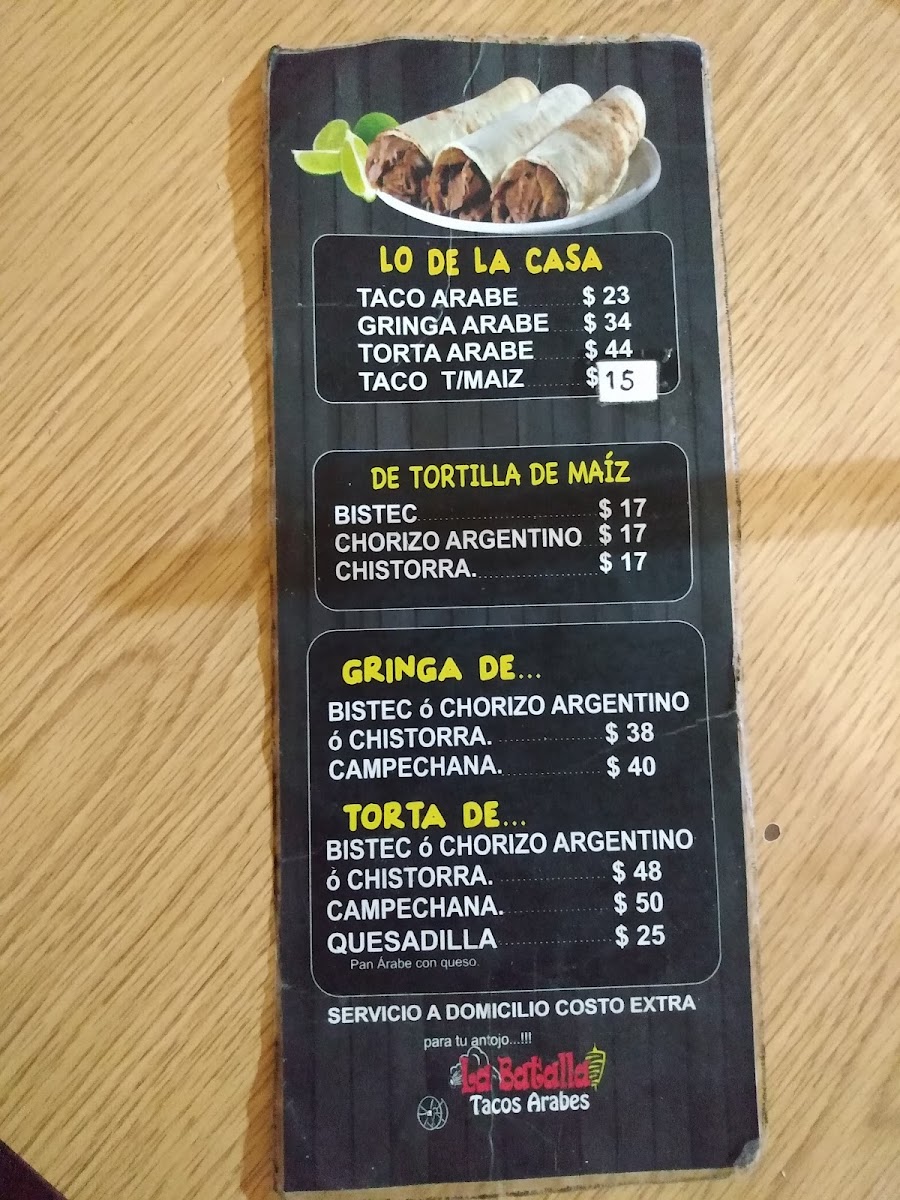 LO DE LA CASA
TACO ARABE $ 23
GRINGA ARABE $ 34
TORTA ARABE $ 44
TACO T/MAIZ $ 15
DE TORTILLA DE MAÍZ
BISTEC $ 17
CHORIZO ARGENTINO $ 17
CHISTORRA. $ 17
GRINGA DE...
BISTEC ó CHORIZO ARGENTINO
ó CHISTORRA. $ 38
CAMPECHANA. $ 40
TORTA DE...
BISTEC ó CHORIZO ARGENTINO
ò CHISTORRA. $ 48
CAMPECHANA. $ 50
QUESADILLA $ 25
Pan Árabe con queso.
SERVICIO A DOMICILIO COSTO EXTRA
para tu antojo...!!!
La Batalla
Tacos Arabes